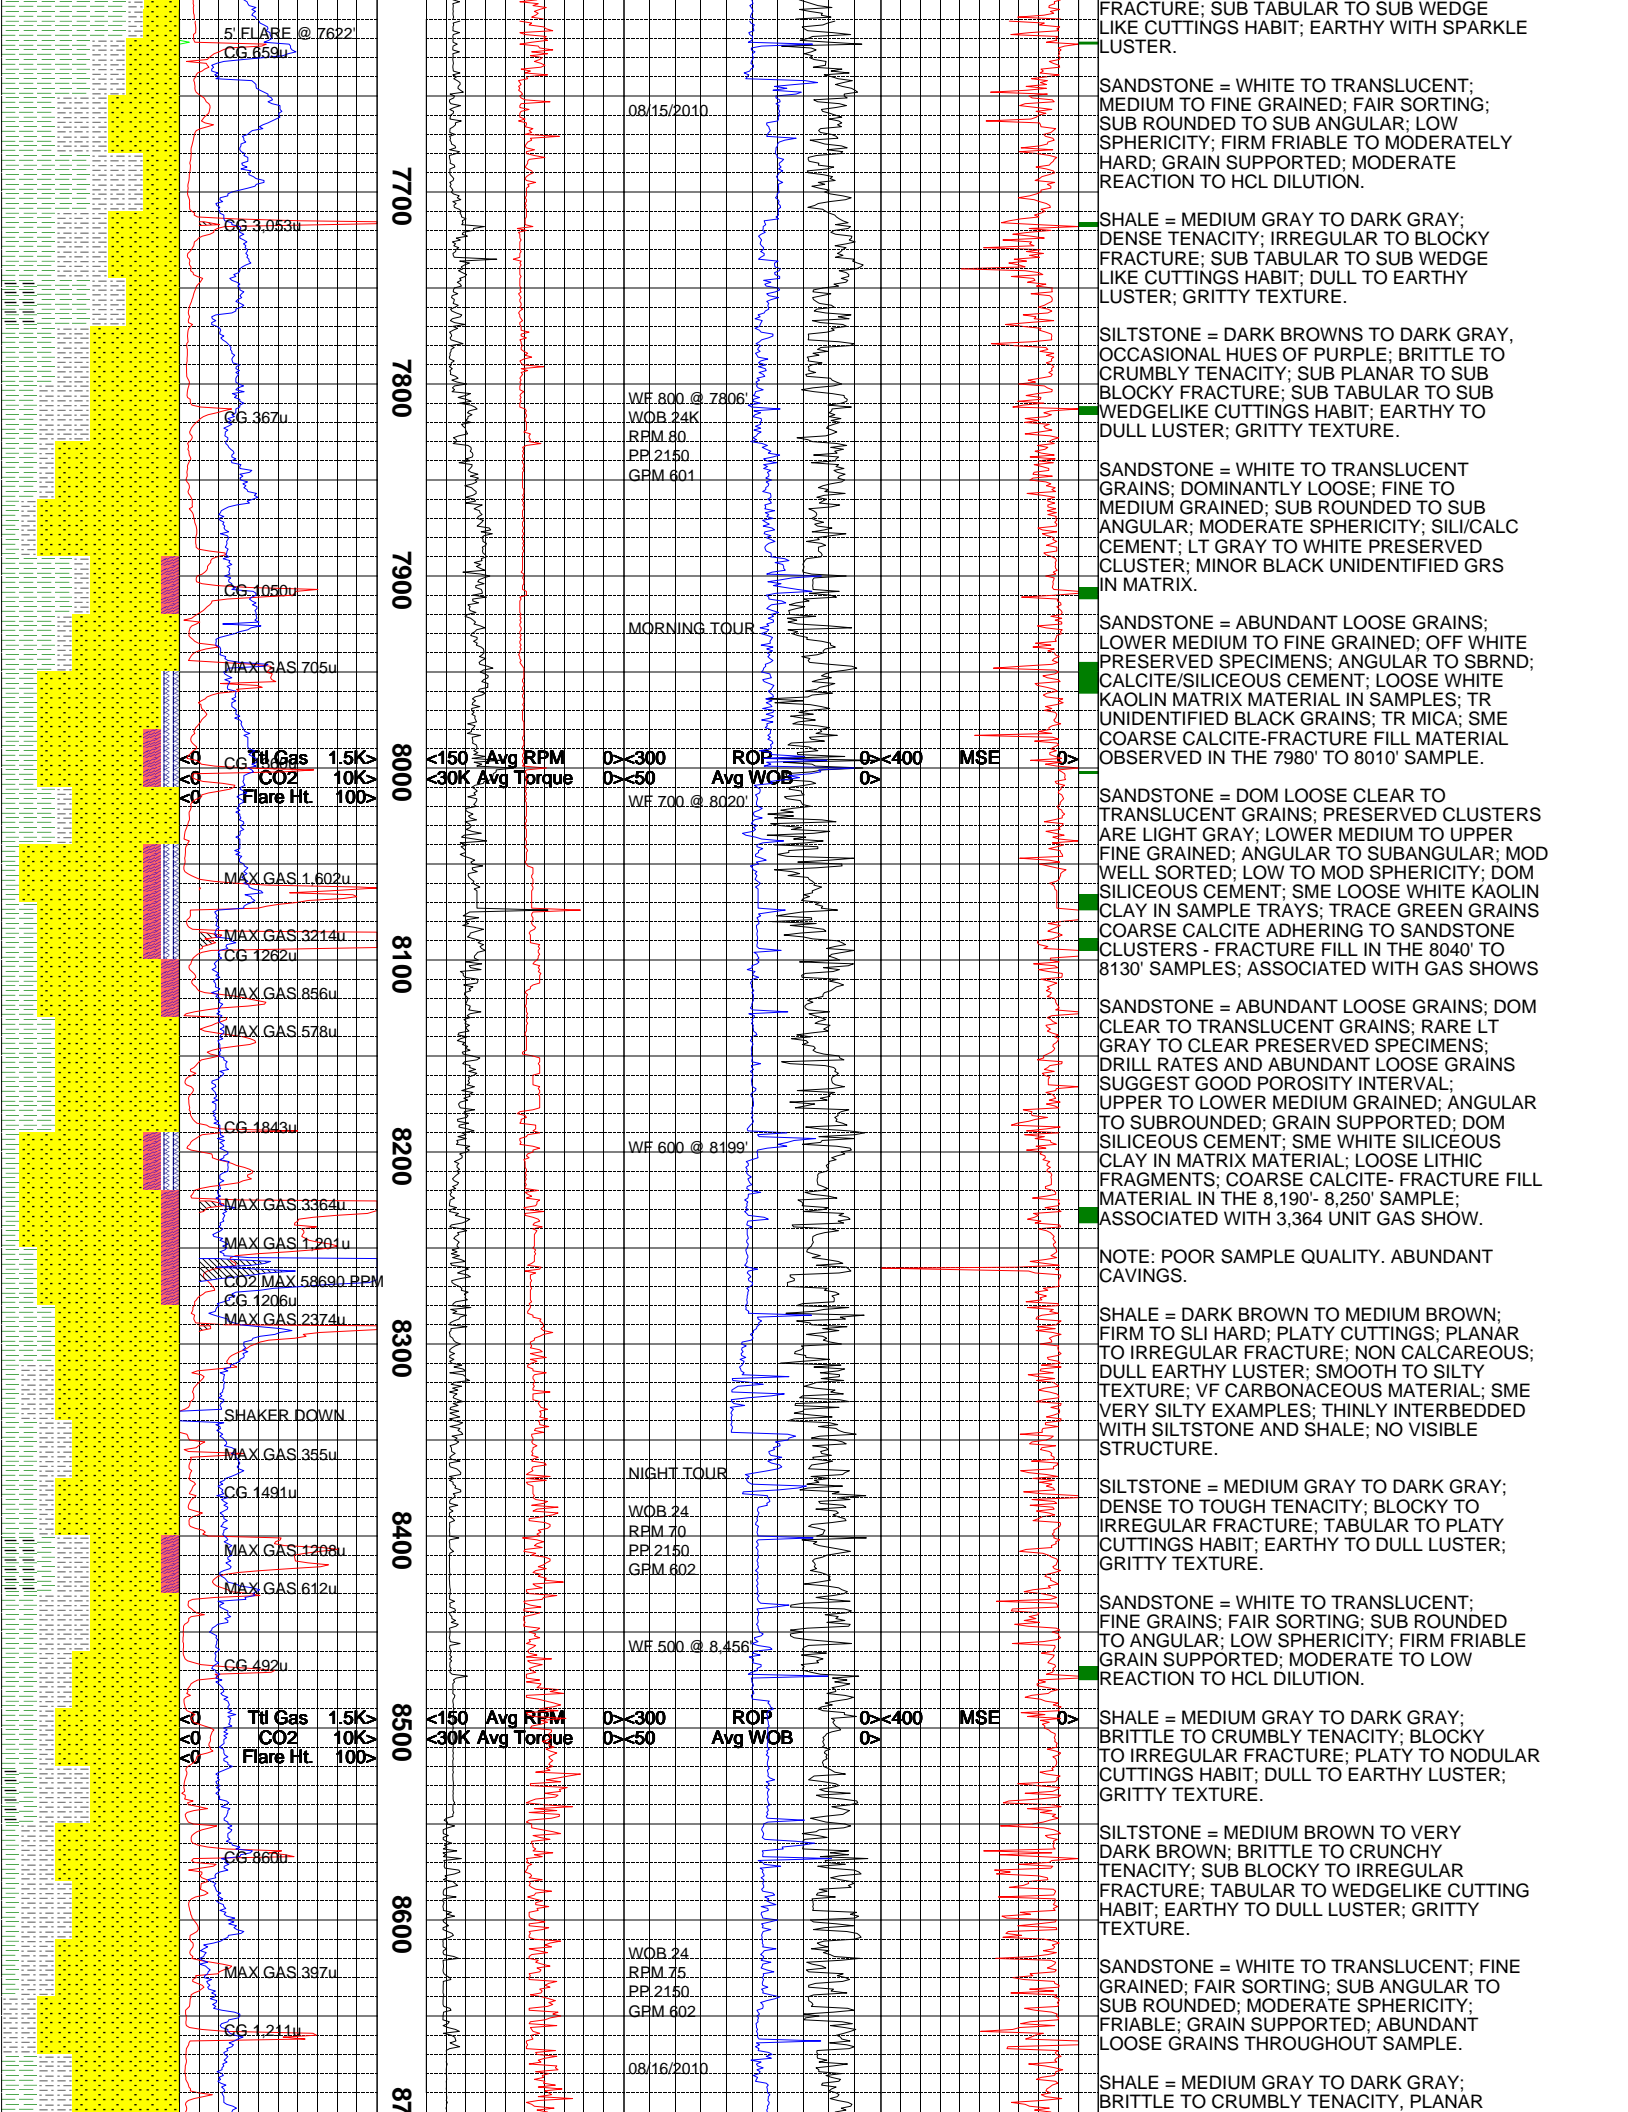 5' FLARE @ 7622'
CG 659u
CG 3,053u
CG 367u
CG 1050u
MAX GAS 705u
<0 Ttl Gas 1.5K>
<0 CO2 10K>
<0 Flare Ht. 100>
MAX GAS 1,602u
MAX GAS 3214u
CG 1262u
MAX GAS 856u
MAX GAS 578u
CG 1843u
MAX GAS 3364u
MAX GAS 1,201u
CO2 MAX 58690 PPM
CG 1206u
MAX GAS 2374u
SHAKER DOWN
MAX GAS 355u
CG 1491u
MAX GAS 1208u
MAX GAS 612u
CG 492u
<0 Ttl Gas 1.5K>
<0 CO2 10K>
<0 Flare Ht. 100>
CG 860u
MAX GAS 397u
CG 1,211u
7700
7800
7900
8000
8100
8200
8300
8400
8500
8600
87
08/15/2010
WF 800 @ 7806'
WOB 24K
RPM 80
PP 2150
GPM 601
MORNING TOUR
<150 Avg RPM 0><300 ROP 0><400 MSE 0>
<30K Avg Torque 0><50 Avg WOB 0>
WF 700 @ 8020'
WF 600 @ 8199'
NIGHT TOUR
WOB 24
RPM 70
PP 2150
GPM 602
WF 500 @ 8,456'
<150 Avg RPM 0><300 ROP 0><400 MSE 0>
<30K Avg Torque 0><50 Avg WOB 0>
WOB 24
RPM 75
PP 2150
GPM 602
08/16/2010
FRACTURE; SUB TABULAR TO SUB WEDGE
LIKE CUTTINGS HABIT; EARTHY WITH SPARKLE
LUSTER.
SANDSTONE = WHITE TO TRANSLUCENT;
MEDIUM TO FINE GRAINED; FAIR SORTING;
SUB ROUNDED TO SUB ANGULAR; LOW
SPHERICITY; FIRM FRIABLE TO MODERATELY
HARD; GRAIN SUPPORTED; MODERATE
REACTION TO HCL DILUTION.
SHALE = MEDIUM GRAY TO DARK GRAY;
DENSE TENACITY; IRREGULAR TO BLOCKY
FRACTURE; SUB TABULAR TO SUB WEDGE
LIKE CUTTINGS HABIT; DULL TO EARTHY
LUSTER; GRITTY TEXTURE.
SILTSTONE = DARK BROWNS TO DARK GRAY,
OCCASIONAL HUES OF PURPLE; BRITTLE TO
CRUMBLY TENACITY; SUB PLANAR TO SUB
BLOCKY FRACTURE; SUB TABULAR TO SUB
WEDGELIKE CUTTINGS HABIT; EARTHY TO
DULL LUSTER; GRITTY TEXTURE.
SANDSTONE = WHITE TO TRANSLUCENT
GRAINS; DOMINANTLY LOOSE; FINE TO
MEDIUM GRAINED; SUB ROUNDED TO SUB
ANGULAR; MODERATE SPHERICITY; SILI/CALC
CEMENT; LT GRAY TO WHITE PRESERVED
CLUSTER; MINOR BLACK UNIDENTIFIED GRS
IN MATRIX.
SANDSTONE = ABUNDANT LOOSE GRAINS;
LOWER MEDIUM TO FINE GRAINED; OFF WHITE
PRESERVED SPECIMENS; ANGULAR TO SBRND;
CALCITE/SILICEOUS CEMENT; LOOSE WHITE
KAOLIN MATRIX MATERIAL IN SAMPLES; TR
UNIDENTIFIED BLACK GRAINS; TR MICA; SME
COARSE CALCITE-FRACTURE FILL MATERIAL
OBSERVED IN THE 7980' TO 8010' SAMPLE.
SANDSTONE = DOM LOOSE CLEAR TO
TRANSLUCENT GRAINS; PRESERVED CLUSTERS
ARE LIGHT GRAY; LOWER MEDIUM TO UPPER
FINE GRAINED; ANGULAR TO SUBANGULAR; MOD
WELL SORTED; LOW TO MOD SPHERICITY; DOM
SILICEOUS CEMENT; SME LOOSE WHITE KAOLIN
CLAY IN SAMPLE TRAYS; TRACE GREEN GRAINS
COARSE CALCITE ADHERING TO SANDSTONE
CLUSTERS - FRACTURE FILL IN THE 8040' TO
8130' SAMPLES; ASSOCIATED WITH GAS SHOWS
SANDSTONE = ABUNDANT LOOSE GRAINS; DOM
CLEAR TO TRANSLUCENT GRAINS; RARE LT
GRAY TO CLEAR PRESERVED SPECIMENS;
DRILL RATES AND ABUNDANT LOOSE GRAINS
SUGGEST GOOD POROSITY INTERVAL;
UPPER TO LOWER MEDIUM GRAINED; ANGULAR
TO SUBROUNDED; GRAIN SUPPORTED; DOM
SILICEOUS CEMENT; SME WHITE SILICEOUS
CLAY IN MATRIX MATERIAL; LOOSE LITHIC
FRAGMENTS; COARSE CALCITE- FRACTURE FILL
MATERIAL IN THE 8,190'- 8,250' SAMPLE;
ASSOCIATED WITH 3,364 UNIT GAS SHOW.
NOTE: POOR SAMPLE QUALITY. ABUNDANT
CAVINGS.
SHALE = DARK BROWN TO MEDIUM BROWN;
FIRM TO SLI HARD; PLATY CUTTINGS; PLANAR
TO IRREGULAR FRACTURE; NON CALCAREOUS;
DULL EARTHY LUSTER; SMOOTH TO SILTY
TEXTURE; VF CARBONACEOUS MATERIAL; SME
VERY SILTY EXAMPLES; THINLY INTERBEDDED
WITH SILTSTONE AND SHALE; NO VISIBLE
STRUCTURE.
SILTSTONE = MEDIUM GRAY TO DARK GRAY;
DENSE TO TOUGH TENACITY; BLOCKY TO
IRREGULAR FRACTURE; TABULAR TO PLATY
CUTTINGS HABIT; EARTHY TO DULL LUSTER;
GRITTY TEXTURE.
SANDSTONE = WHITE TO TRANSLUCENT;
FINE GRAINS; FAIR SORTING; SUB ROUNDED
TO ANGULAR; LOW SPHERICITY; FIRM FRIABLE
GRAIN SUPPORTED; MODERATE TO LOW
REACTION TO HCL DILUTION.
SHALE = MEDIUM GRAY TO DARK GRAY;
BRITTLE TO CRUMBLY TENACITY; BLOCKY
TO IRREGULAR FRACTURE; PLATY TO NODULAR
CUTTINGS HABIT; DULL TO EARTHY LUSTER;
GRITTY TEXTURE.
SILTSTONE = MEDIUM BROWN TO VERY
DARK BROWN; BRITTLE TO CRUNCHY
TENACITY; SUB BLOCKY TO IRREGULAR
FRACTURE; TABULAR TO WEDGELIKE CUTTING
HABIT; EARTHY TO DULL LUSTER; GRITTY
TEXTURE.
SANDSTONE = WHITE TO TRANSLUCENT; FINE
GRAINED; FAIR SORTING; SUB ANGULAR TO
SUB ROUNDED; MODERATE SPHERICITY;
FRIABLE; GRAIN SUPPORTED; ABUNDANT
LOOSE GRAINS THROUGHOUT SAMPLE.
SHALE = MEDIUM GRAY TO DARK GRAY;
BRITTLE TO CRUMBLY TENACITY, PLANAR